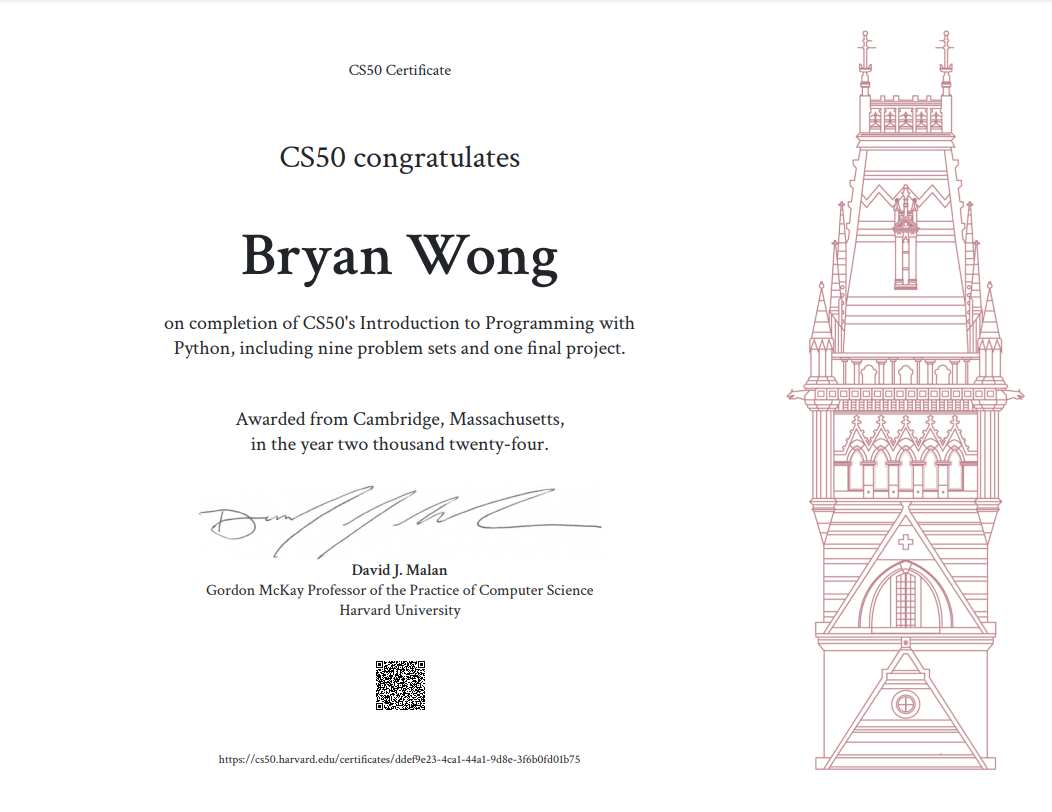 CS50 Certificate
CS50 congratulates
Bryan Wong
on completion of CS50's Introduction to Programming with
Python, including nine problem sets and one final project.
Awarded from Cambridge, Massachusetts,
in the year two thousand twenty-four.
David J. Malan
Gordon McKay Professor of the Practice of Computer Science
Harvard University
https://cs50.harvard.edu/certificates/ddef9e23-4ca1-44a1-9d8e-3f6b0fd01b75